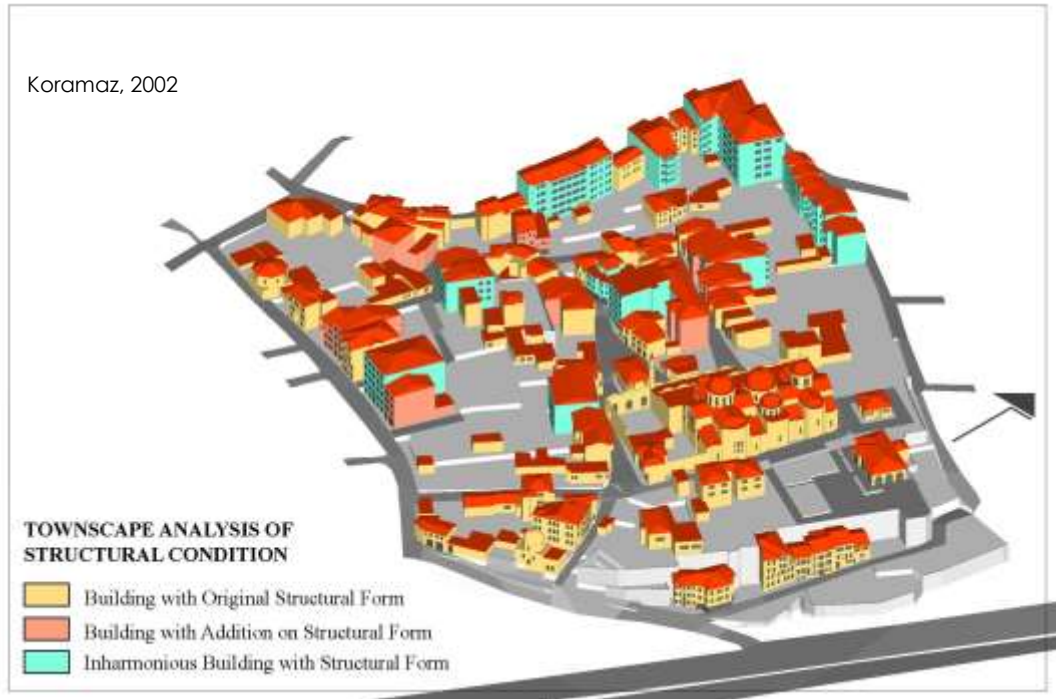 Koramaz, 2002
TOWNSCAPE ANALYSIS OF
STRUCTURAL CONDITION
Building with Original Structural Form
Building with Addition on Structural Form
Inharmonious Building with Structural Form